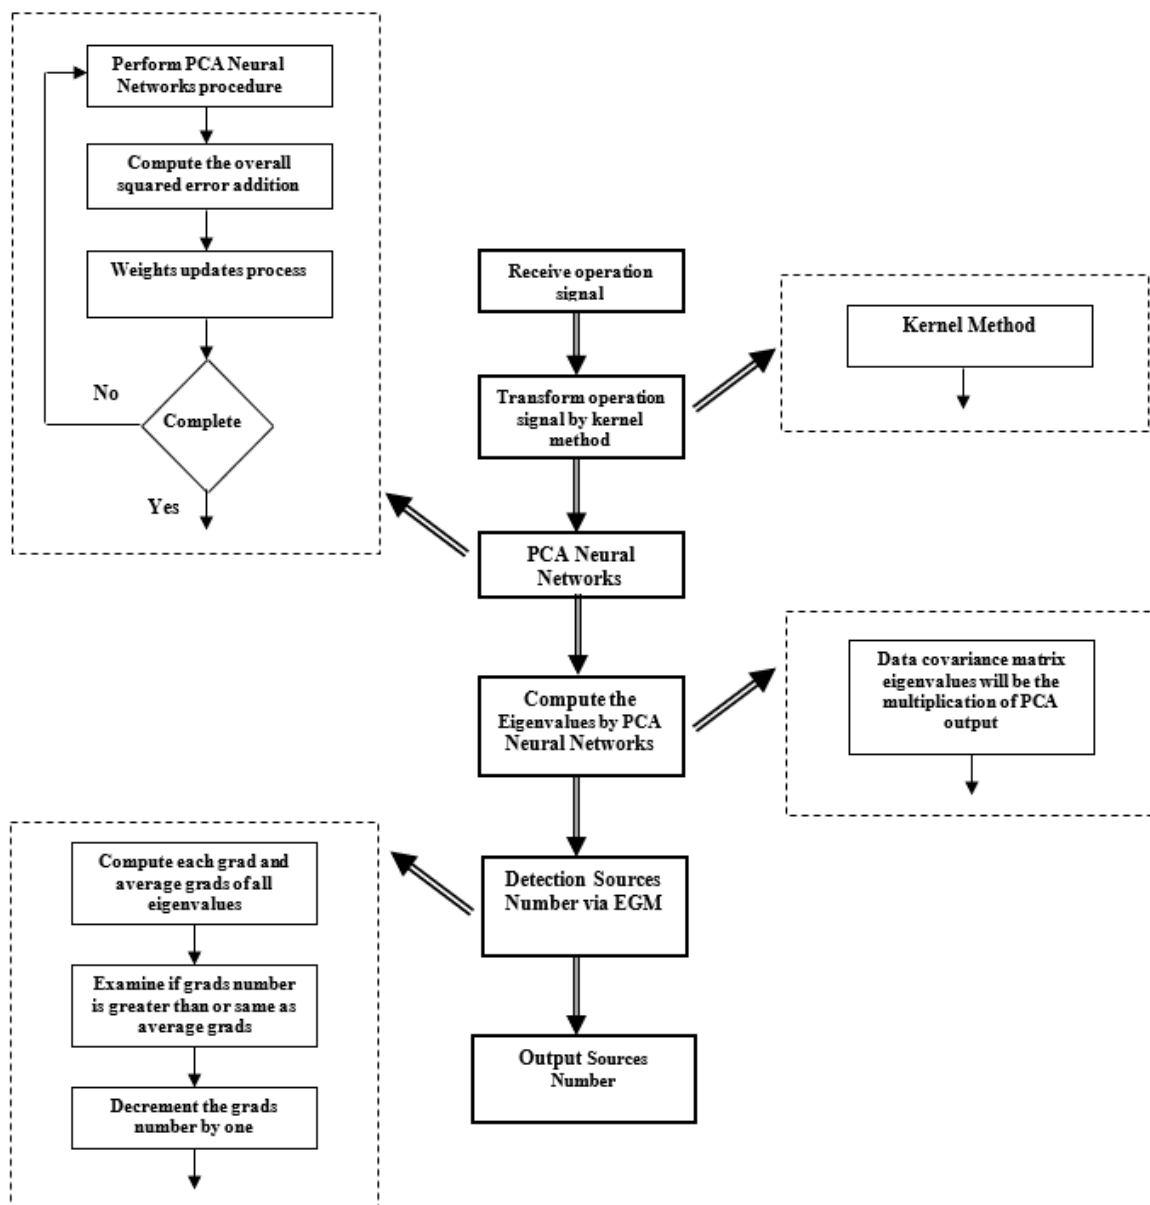 Perform PCA Neural
Networks procedure
Compute the overall
squared error addition
Weights updates process
No
Complete
Yes
Receive operation
signal
Transform operation
signal by kernel
method
PCA Neural
Networks
Compute the
Eigenvalues by PCA
Neural Networks
Detection Sources
Number via EGM
Output Sources
Number
Kernel Method
Data covariance matrix
eigenvalues will be the
multiplication of PCA
output
Compute each grad and
average grads of all
eigenvalues
Examine if grads number
is greater than or same as
average grads
Decrement the grads
number by one